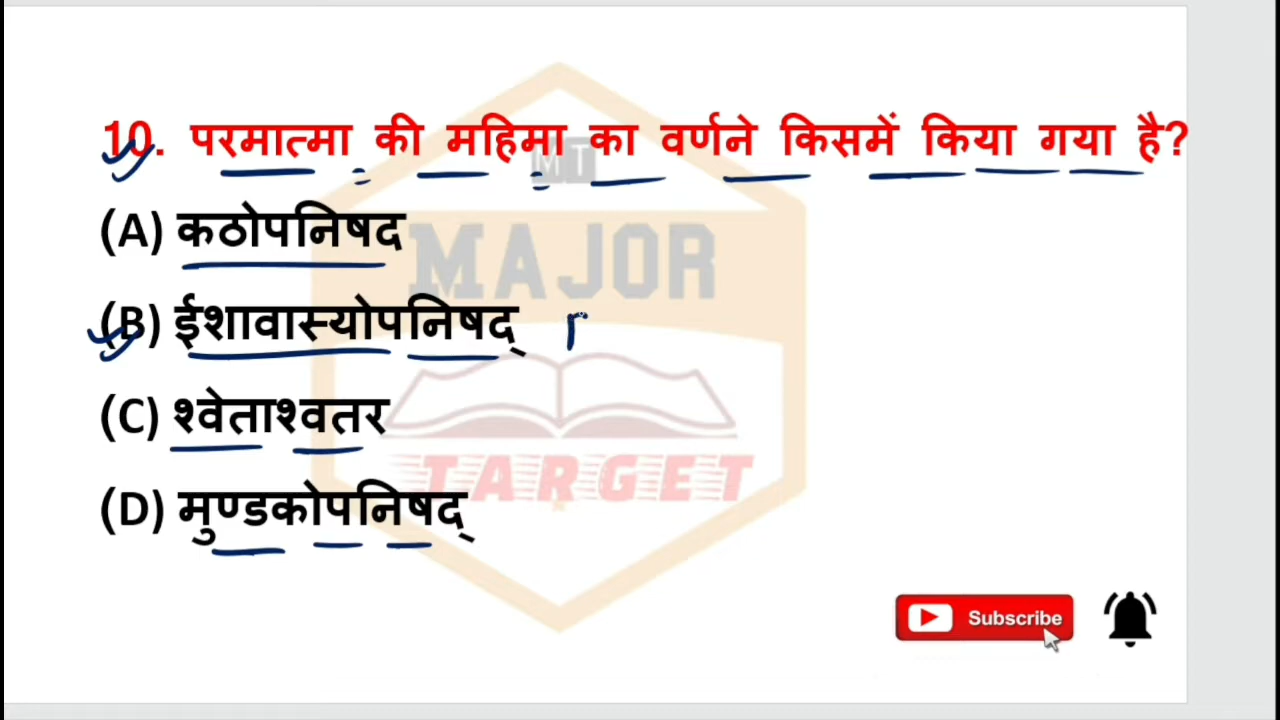 10. परमात्मा की महिमा का वर्णने किसमें किया गया है?
MT
(A) कठोपनिषद
MAJOR
(B) ईशावास्योपनिषद्
(C) श्वेताश्वतर
TARGET
(D) मुण्डकोपनिषद्
Subscribe